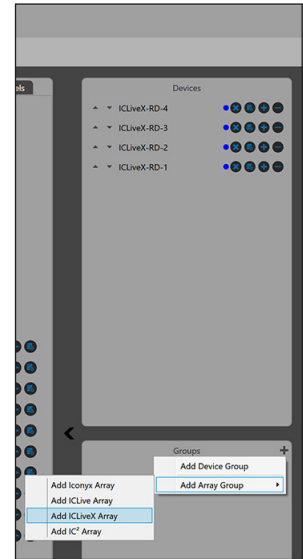 els
Devices
ICLiveX-RD-4
ICLiveX-RD-3
ICLiveX-RD-2
ICLiveX-RD-1
Groups
Add Device Group
Add Array Group
Add Iconyx Array
Add ICLive Array
Add ICLiveX Array
Add IC² Array